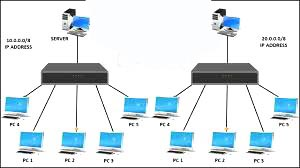 SERVER
10.0.0.0/8
IP ADDRESS
20.0.0.0/8
IP ADDRESS
PC 4
PC 5
PC 4
PC 5
PC 1
PC 2
PC 3
PC 1
PC 2
PC 3